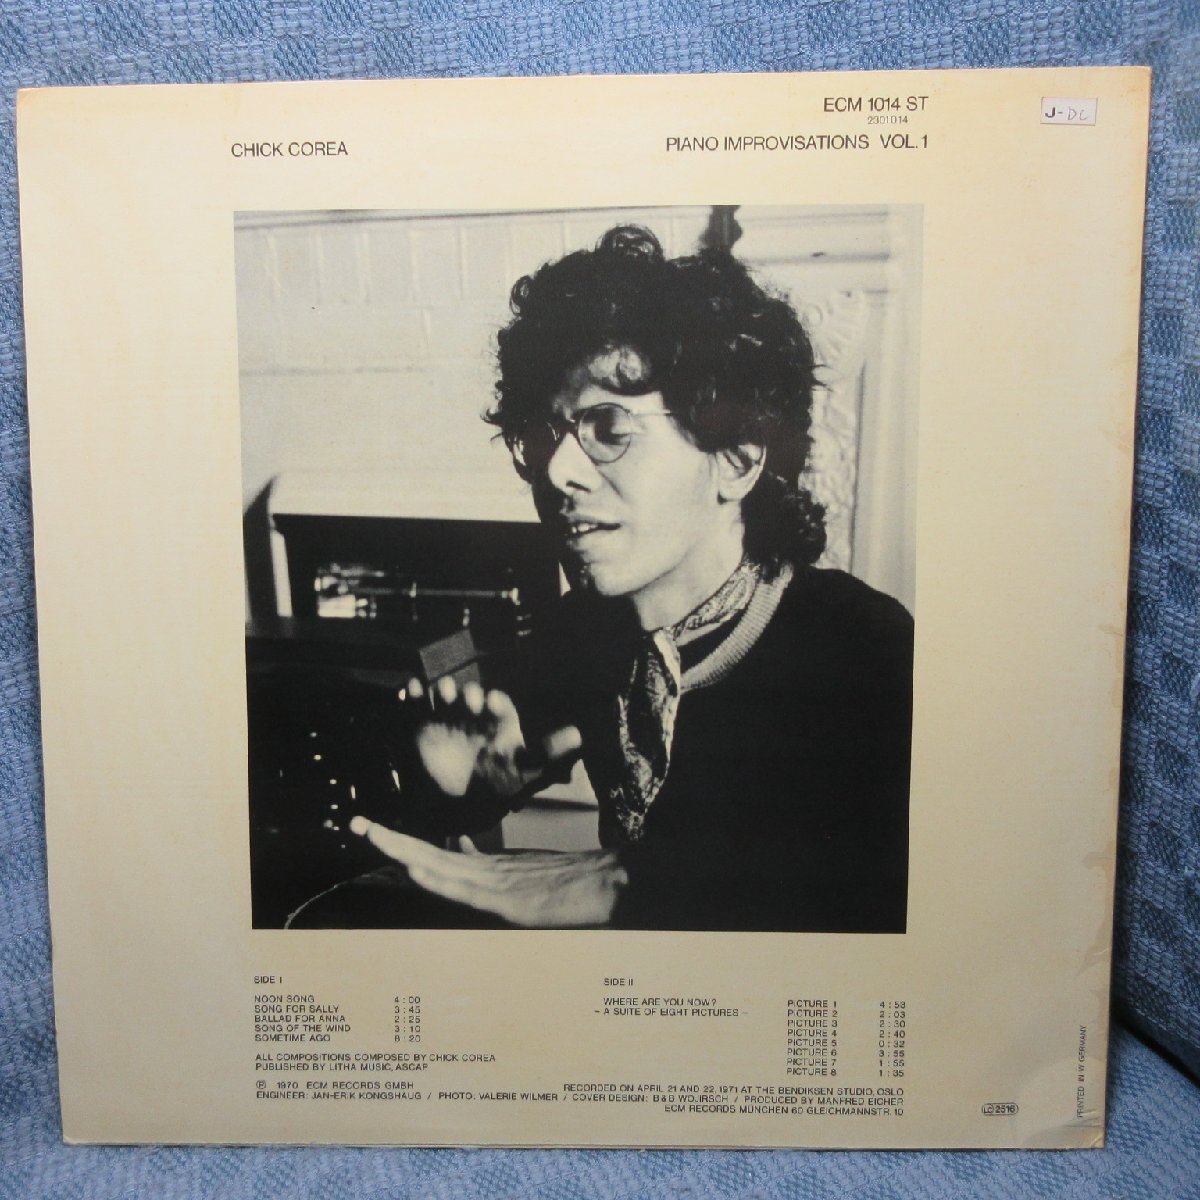 ECM 1014 ST
2301014
J-DC
CHICK COREA
PIANO IMPROVISATIONS VOL.1
SIDE I
NOON SONG 4:00
SONG FOR SALLY 3:45
BALLAD FOR ANNA 2:25
SONG OF THE WIND 3:10
SOMETIME AGO 8:20
SIDE II
WHERE ARE YOU NOW?
– A SUITE OF EIGHT PICTURES –
PICTURE 1 4:53
PICTURE 2 2:03
PICTURE 3 2:30
PICTURE 4 2:40
PICTURE 5 0:32
PICTURE 6 3:55
PICTURE 7 1:55
PICTURE 8 1:35
ALL COMPOSITIONS COMPOSED BY CHICK COREA
PUBLISHED BY LITHA MUSIC, ASCAP
℗ 1970 ECM RECORDS GMBH
RECORDED ON APRIL 21 AND 22, 1971 AT THE BENDIKSEN STUDIO, OSLO
ENGINEER: JAN-ERIK KONGSHAUG / PHOTO: VALERIE WILMER / COVER DESIGN: B & B WOJIRSCH / PRODUCED BY MANFRED EICHER
ECM RECORDS MÜNCHEN 60 GLEICHMANNSTR. 10
LC 2516
PRINTED IN W GERMANY